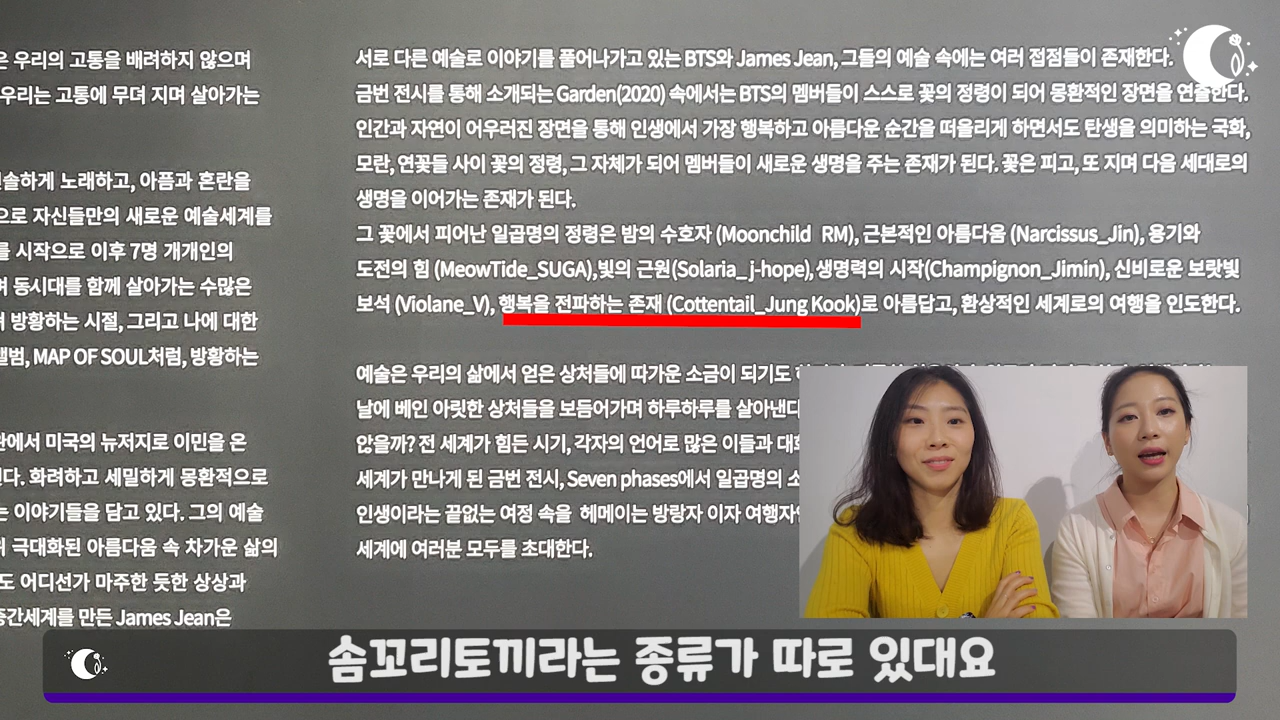 은 우리의 고통을 배려하지 않으며
우리는 고통에 무뎌 지며 살아가는
솔하게 노래하고, 아픔과 혼란을
으로 자신들만의 새로운 예술세계를
를 시작으로 이후 7명 개개인의
며 동시대를 함께 살아가는 수많은
방황하는 시절, 그리고 나에 대한
앨범, MAP OF SOUL처럼, 방황하는
에서 미국의 뉴저지로 이민을 온
다. 화려하고 세밀하게 몽환적으로
는 이야기들을 담고 있다. 그의 예술
극대화된 아름다움 속 차가운 삶의
도 어디선가 마주한 듯한 상상과
중간세계를 만든 James Jean은
서로 다른 예술로 이야기를 풀어나가고 있는 BTS와 James Jean, 그들의 예술 속에는 여러 접점들이 존재한다.
금번 전시를 통해 소개되는 Garden(2020) 속에서는 BTS의 멤버들이 스스로 꽃의 정령이 되어 몽환적인 장면을 연출한다.
인간과 자연이 어우러진 장면을 통해 인생에서 가장 행복하고 아름다운 순간을 떠올리게 하면서도 탄생을 의미하는 국화,
모란, 연꽃들 사이 꽃의 정령, 그 자체가 되어 멤버들이 새로운 생명을 주는 존재가 된다. 꽃은 피고, 또 지며 다음 세대로의
생명을 이어가는 존재가 된다.
그 꽃에서 피어난 일곱명의 정령은 밤의 수호자 (Moonchild RM), 근본적인 아름다움 (Narcissus_Jin), 용기와
도전의 힘 (MeowTide_SUGA),빛의 근원(Solaria_j-hope),생명력의 시작(Champignon_Jimin), 신비로운 보랏빛
보석 (Violane_V), 행복을 전파하는 존재 (Cottentail_Jung Kook)로 아름답고, 환상적인 세계로의 여행을 인도한다.
예술은 우리의 삶에서 얻은 상처들에 따가운 소금이 되기도
날에 베인 아릿한 상처들을 보듬어가며 하루하루를 살아낸다
않을까? 전 세계가 힘든 시기, 각자의 언어로 많은 이들과 대화
세계가 만나게 된 금번 전시, Seven phases에서 일곱명의 소
인생이라는 끝없는 여정 속을 헤메이는 방랑자 이자 여행자
세계에 여러분 모두를 초대한다.
솜꼬리토끼라는 종류가 따로 있대요